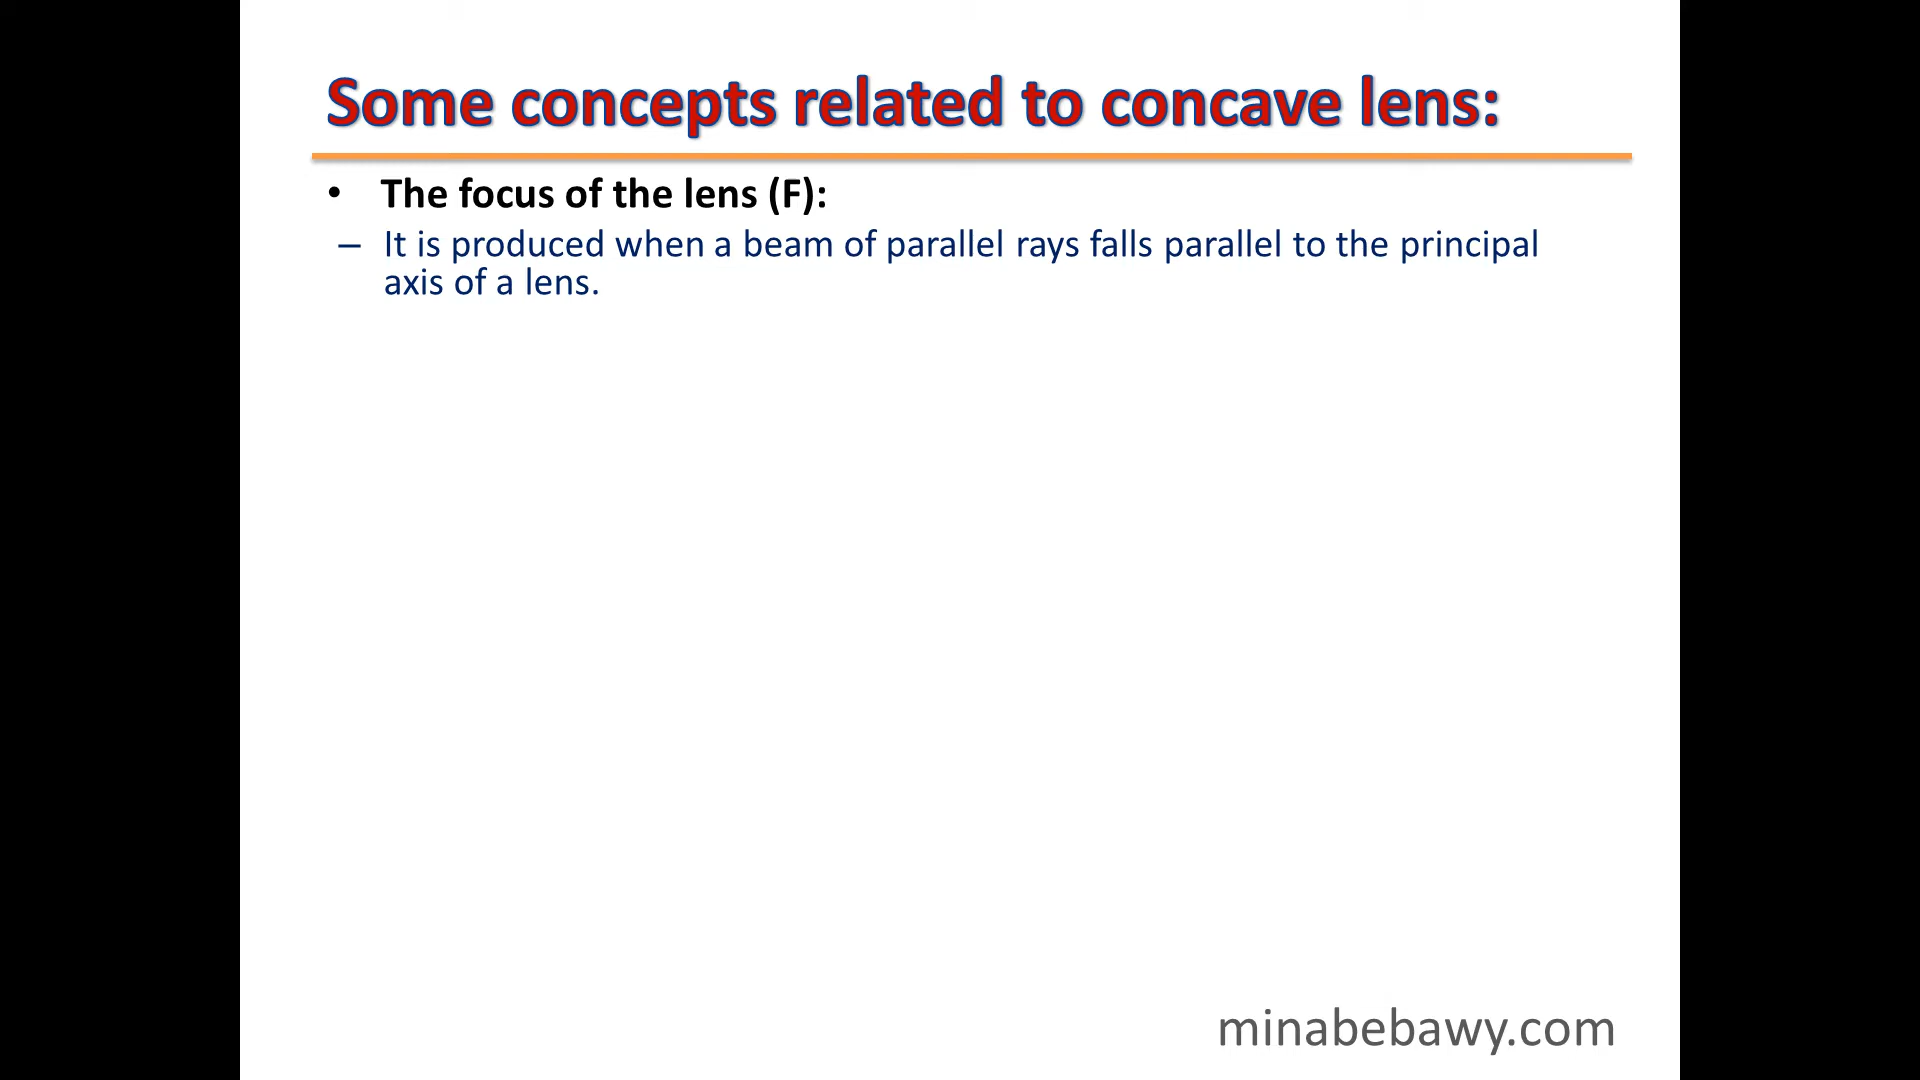 Some concepts related to concave lens:
• The focus of the lens (F):
– It is produced when a beam of parallel rays falls parallel to the principal
axis of a lens.
minabebawy.com